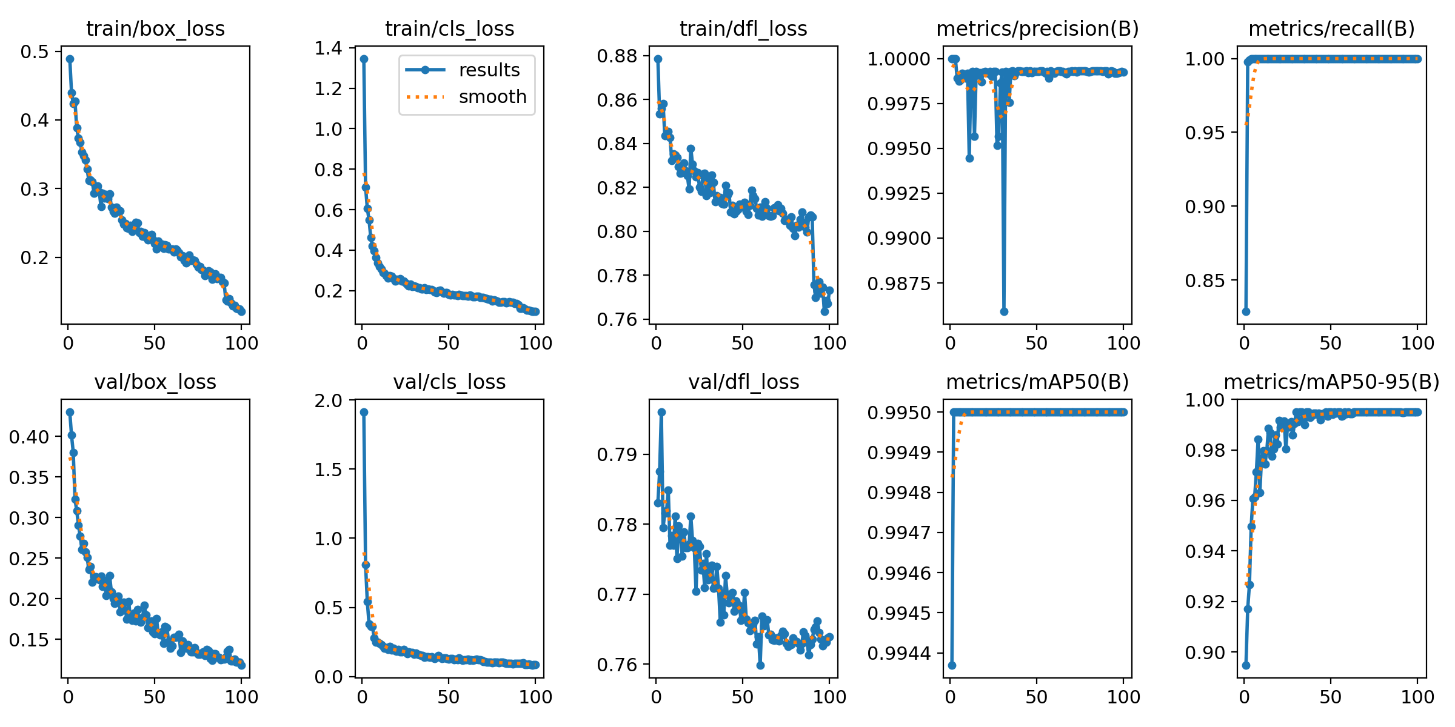 train/box_loss
train/cls_loss
train/dfl_loss
metrics/precision(B)
metrics/recall(B)
0.5
0.4
0.3
0.2
0 50 100
1.4
1.2
1.0
0.8
0.6
0.4
0.2
0 50 100
results
smooth
0.88
0.86
0.84
0.82
0.80
0.78
0.76
0 50 100
1.0000
0.9975
0.9950
0.9925
0.9900
0.9875
0 50 100
1.00
0.95
0.90
0.85
0 50 100
val/box_loss
val/cls_loss
val/dfl_loss
metrics/mAP50(B)
metrics/mAP50-95(B)
0.40
0.35
0.30
0.25
0.20
0.15
0 50 100
2.0
1.5
1.0
0.5
0.0
0 50 100
0.79
0.78
0.77
0.76
0 50 100
0.9950
0.9949
0.9948
0.9947
0.9946
0.9945
0.9944
0 50 100
1.00
0.98
0.96
0.94
0.92
0.90
0 50 100